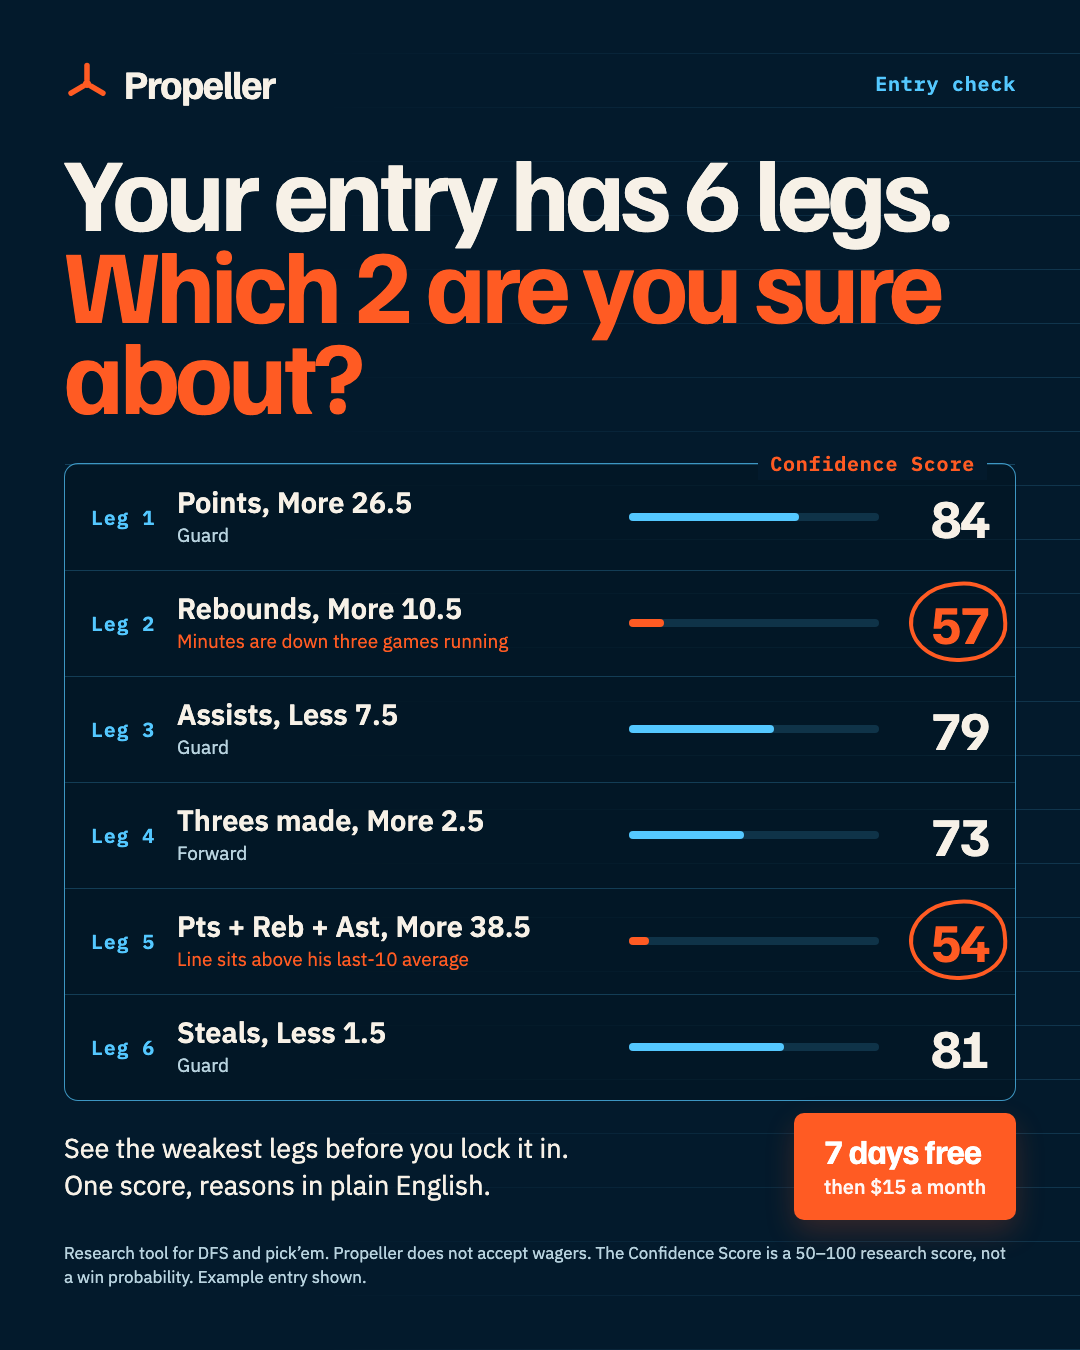 Propeller
Entry check
Your entry has 6 legs.
Which 2 are you sure
about?
Confidence Score
Leg 1
Points, More 26.5
Guard
84
Leg 2
Rebounds, More 10.5
Minutes are down three games running
57
Leg 3
Assists, Less 7.5
Guard
79
Leg 4
Threes made, More 2.5
Forward
73
Leg 5
Pts + Reb + Ast, More 38.5
Line sits above his last-10 average
54
Leg 6
Steals, Less 1.5
Guard
81
See the weakest legs before you lock it in.
One score, reasons in plain English.
7 days free
then $15 a month
Research tool for DFS and pick’em. Propeller does not accept wagers. The Confidence Score is a 50–100 research score, not
a win probability. Example entry shown.